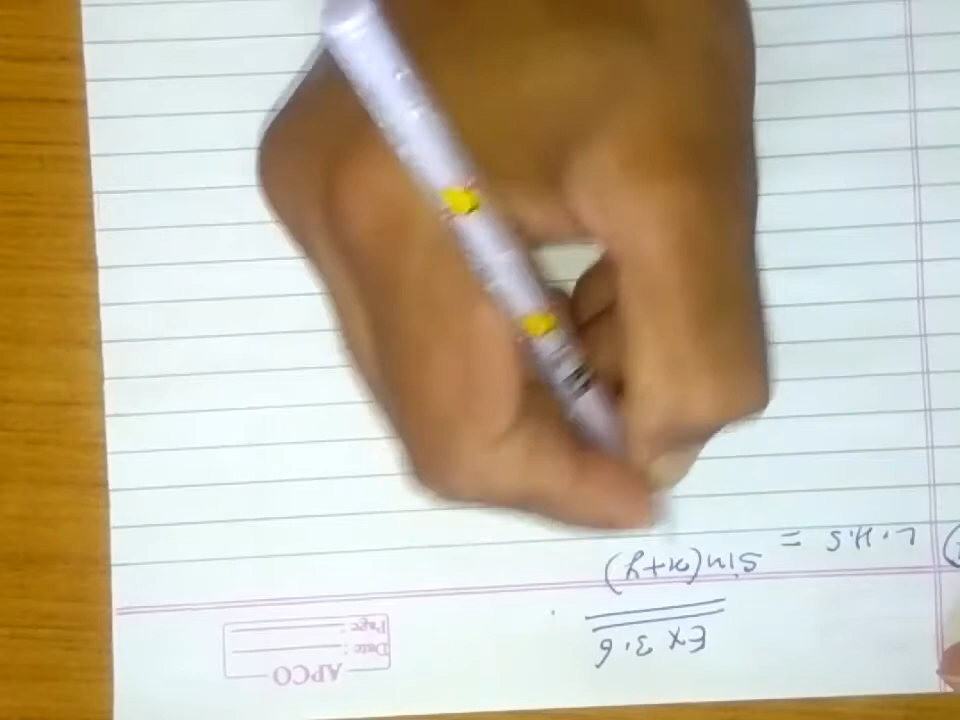 APCO
Date :
Page :
Ex 3.6
sin(x+y)
L.H.S =